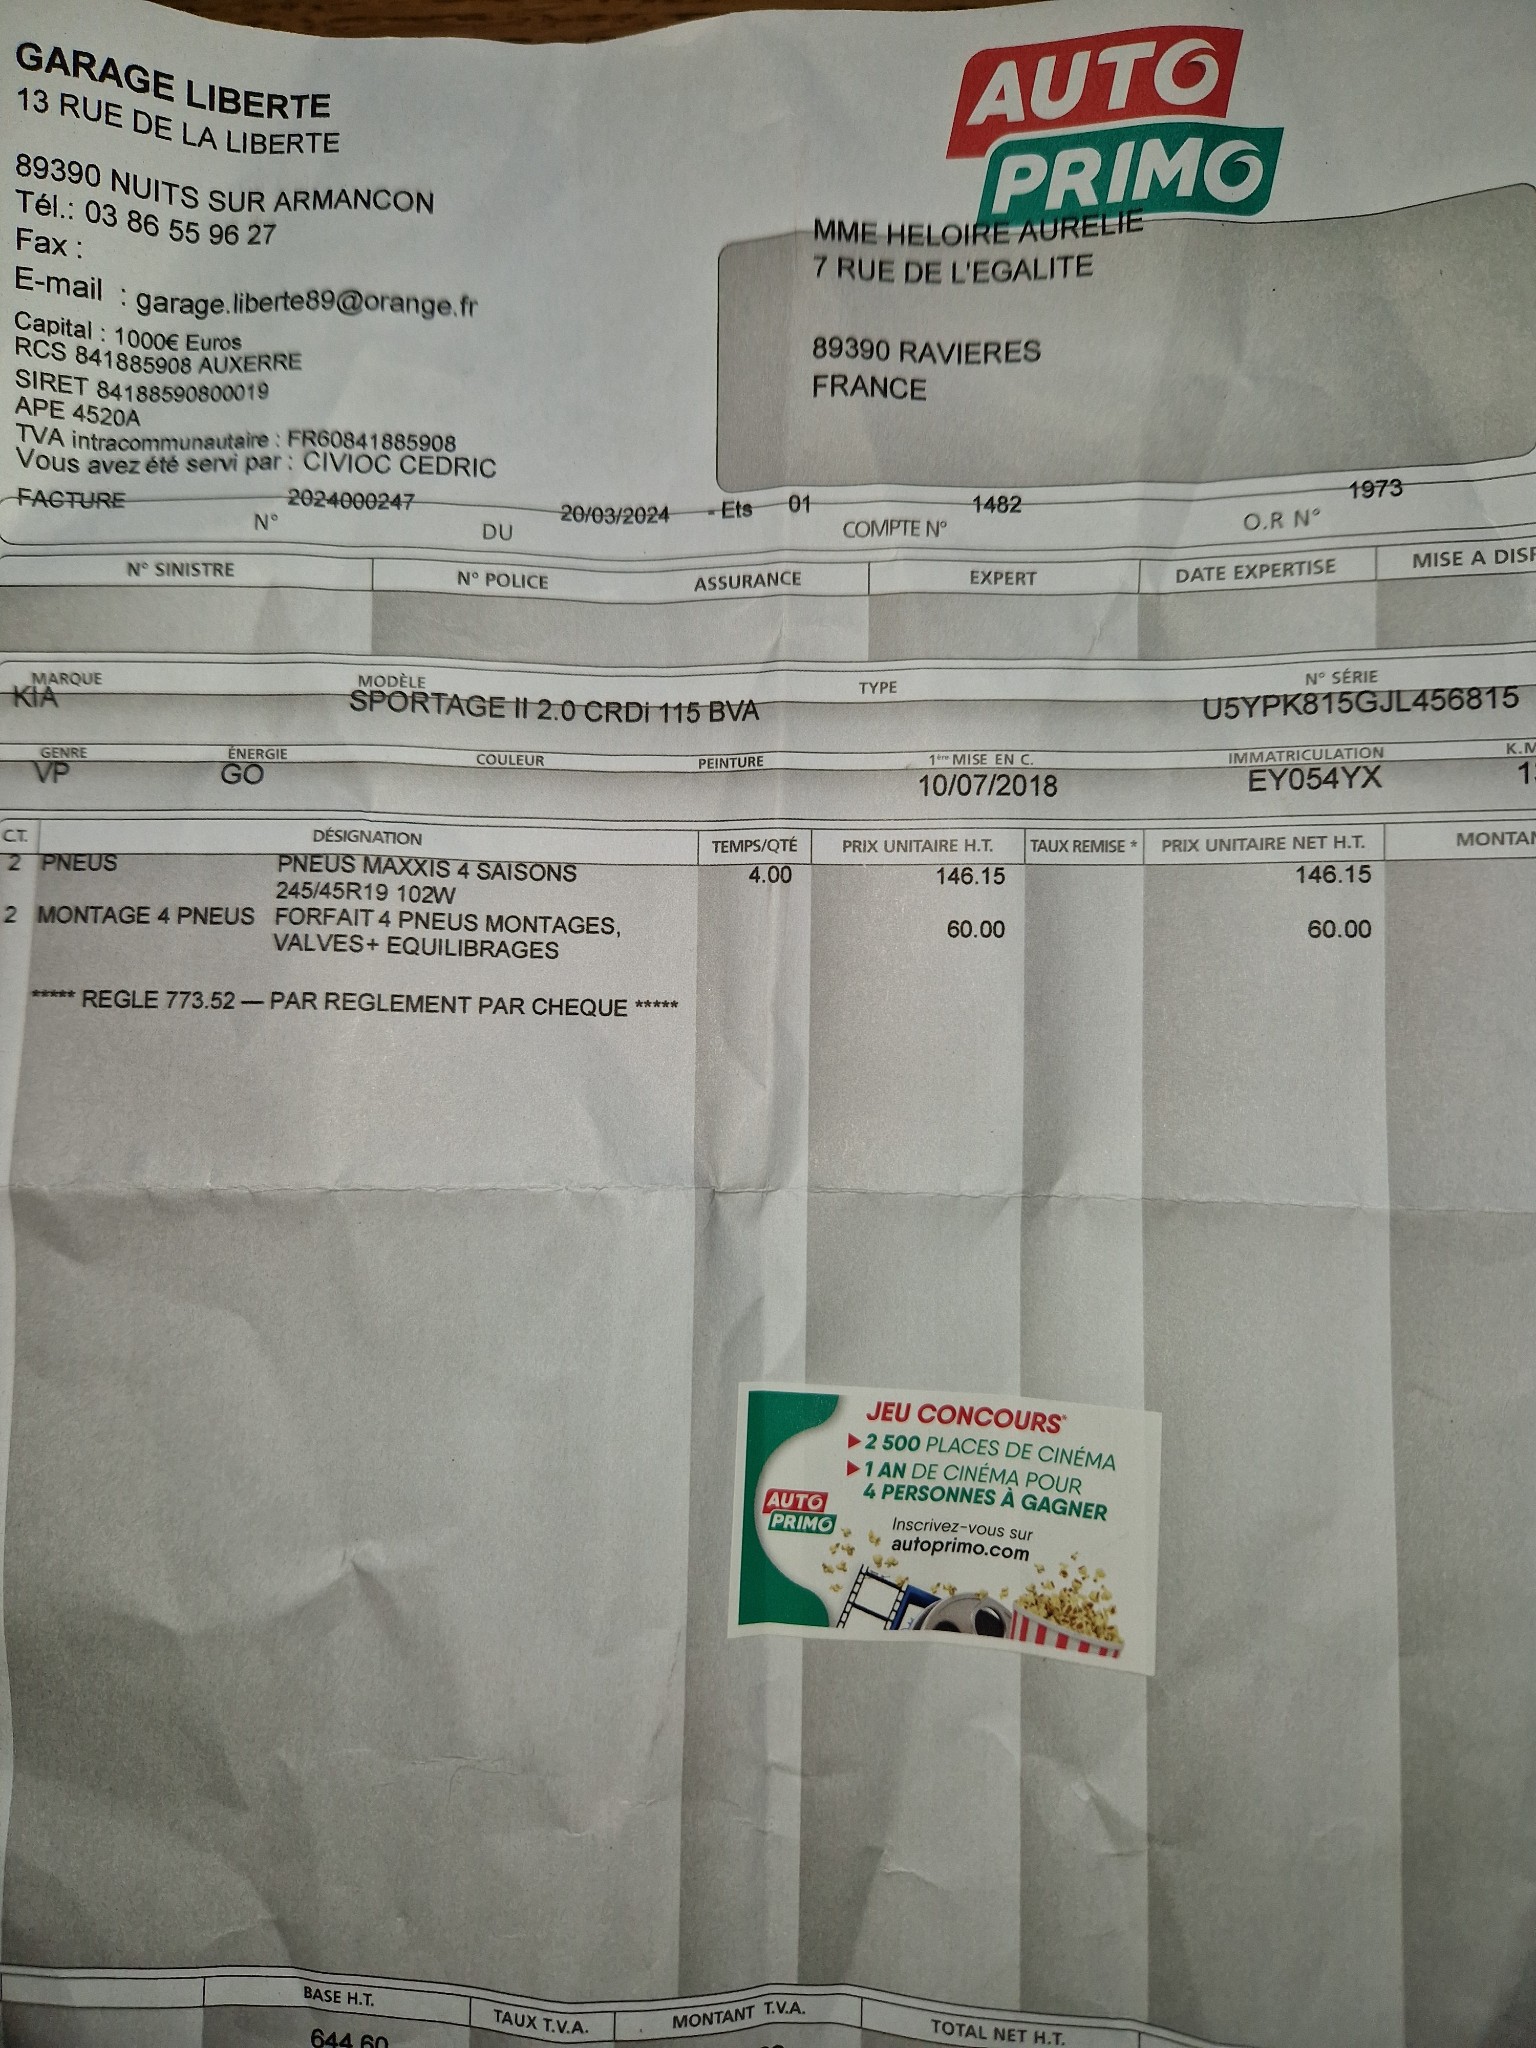 GARAGE LIBERTE
13 RUE DE LA LIBERTE
89390 NUITS SUR ARMANCON
Tél.: 03 86 55 96 27
Fax :
E-mail : garage.liberte89@orange.fr
Capital : 1000€ Euros
RCS 841885908 AUXERRE
SIRET 84188590800019
APE 4520A
TVA intracommunautaire : FR60841885908
Vous avez été servi par : CIVIOC CEDRIC
AUTO
PRIMO
MME HELOIRE AURELIE
7 RUE DE L'EGALITE
89390 RAVIERES
FRANCE
FACTURE 2024000247 20/03/2024 - Ets 01 1482 1973
N° DU COMPTE N° O.R N°
N° SINISTRE N° POLICE ASSURANCE EXPERT DATE EXPERTISE MISE A DISP
MARQUE MODÈLE TYPE N° SÉRIE
KIA SPORTAGE II 2.0 CRDi 115 BVA U5YPK815GJL456815
GENRE ÉNERGIE COULEUR PEINTURE 1ère MISE EN C. IMMATRICULATION K.M
VP GO 10/07/2018 EY054YX
C.T. DÉSIGNATION TEMPS/QTÉ PRIX UNITAIRE H.T. TAUX REMISE * PRIX UNITAIRE NET H.T. MONTAN
2 PNEUS PNEUS MAXXIS 4 SAISONS 4.00 146.15 146.15
245/45R19 102W
2 MONTAGE 4 PNEUS FORFAIT 4 PNEUS MONTAGES, 60.00 60.00
VALVES+ EQUILIBRAGES
***** REGLE 773.52 — PAR REGLEMENT PAR CHEQUE *****
JEU CONCOURS*
2 500 PLACES DE CINÉMA
1 AN DE CINÉMA POUR
4 PERSONNES À GAGNER
AUTO
PRIMO
Inscrivez-vous sur
autoprimo.com
BASE H.T. TAUX T.V.A. MONTANT T.V.A. TOTAL NET H.T.
644.60